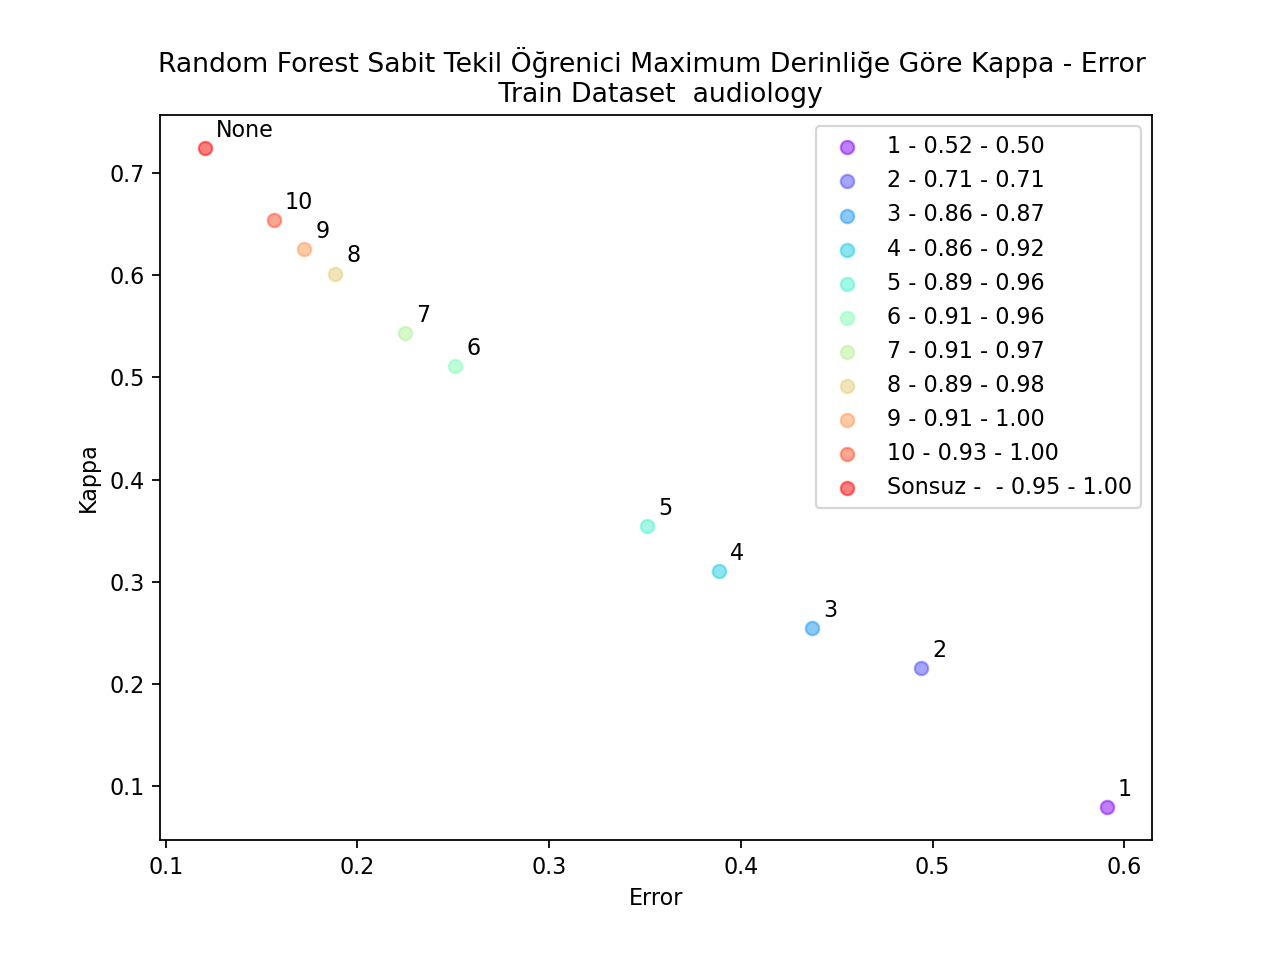 Random Forest Sabit Tekil Öğrenici Maximum Derinliğe Göre Kappa - Error
Train Dataset  audiology
None
10
9
8
7
6
5
4
3
2
1
1 - 0.52 - 0.50
2 - 0.71 - 0.71
3 - 0.86 - 0.87
4 - 0.86 - 0.92
5 - 0.89 - 0.96
6 - 0.91 - 0.96
7 - 0.91 - 0.97
8 - 0.89 - 0.98
9 - 0.91 - 1.00
10 - 0.93 - 1.00
Sonsuz -  - 0.95 - 1.00
Kappa
0.7
0.6
0.5
0.4
0.3
0.2
0.1
0.1
0.2
0.3
0.4
0.5
0.6
Error